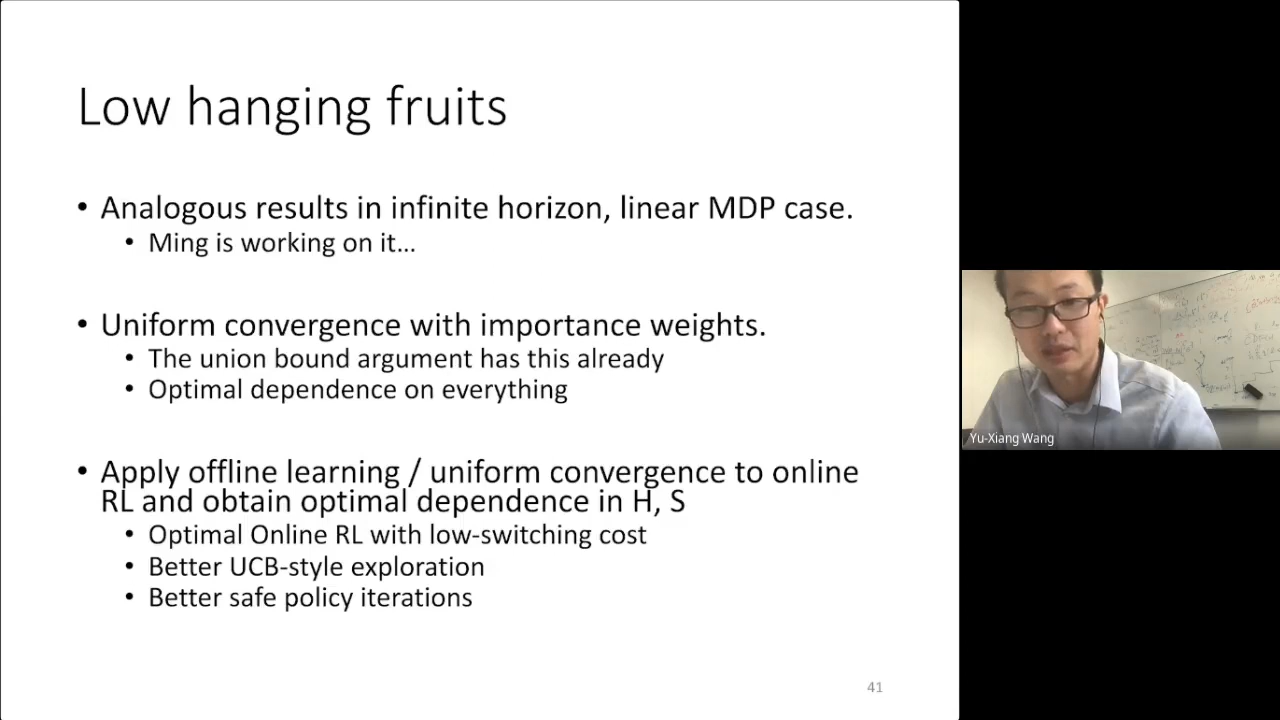 Low hanging fruits
• Analogous results in infinite horizon, linear MDP case.
• Ming is working on it…
• Uniform convergence with importance weights.
• The union bound argument has this already
• Optimal dependence on everything
• Apply offline learning / uniform convergence to online
RL and obtain optimal dependence in H, S
• Optimal Online RL with low-switching cost
• Better UCB-style exploration
• Better safe policy iterations
41
Yu-Xiang Wang